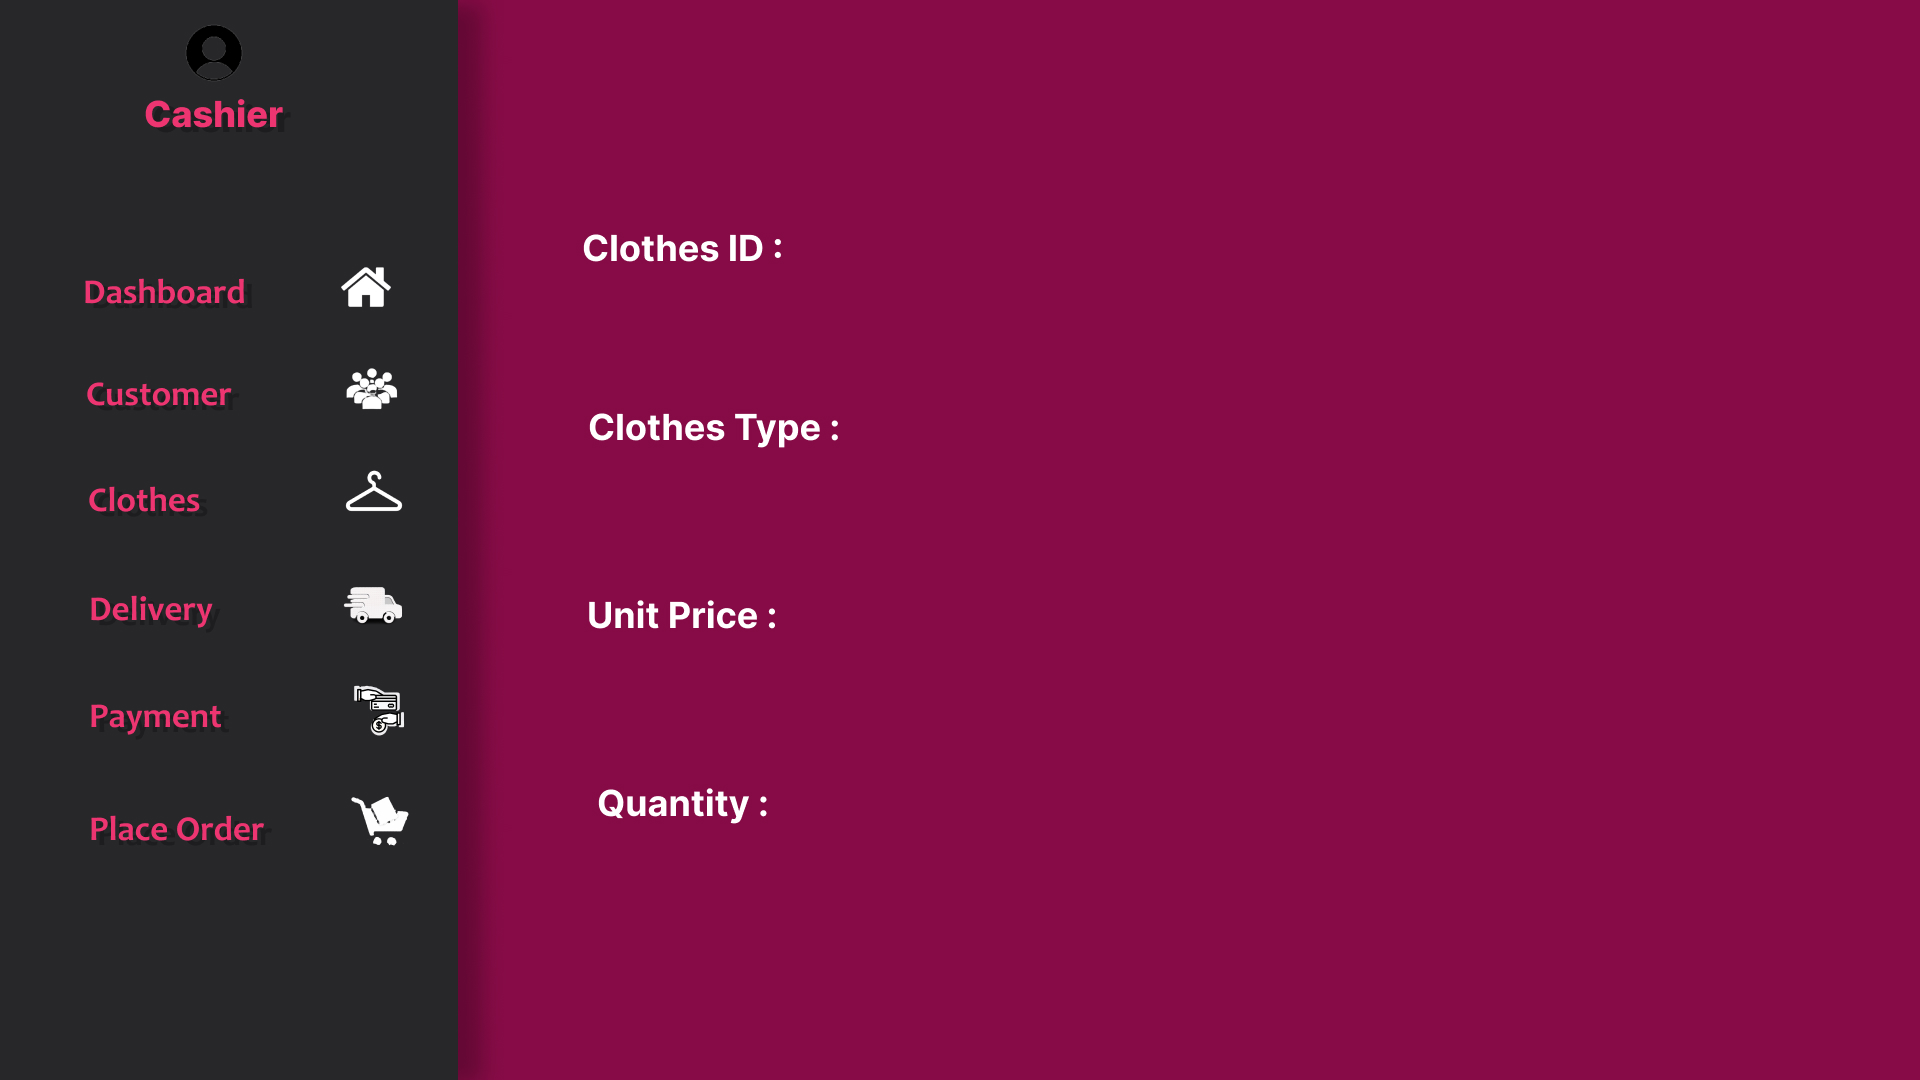 Cashier
Dashboard
Customer
Clothes
Delivery
Payment
Place Order
Clothes ID :
Clothes Type :
Unit Price :
Quantity :